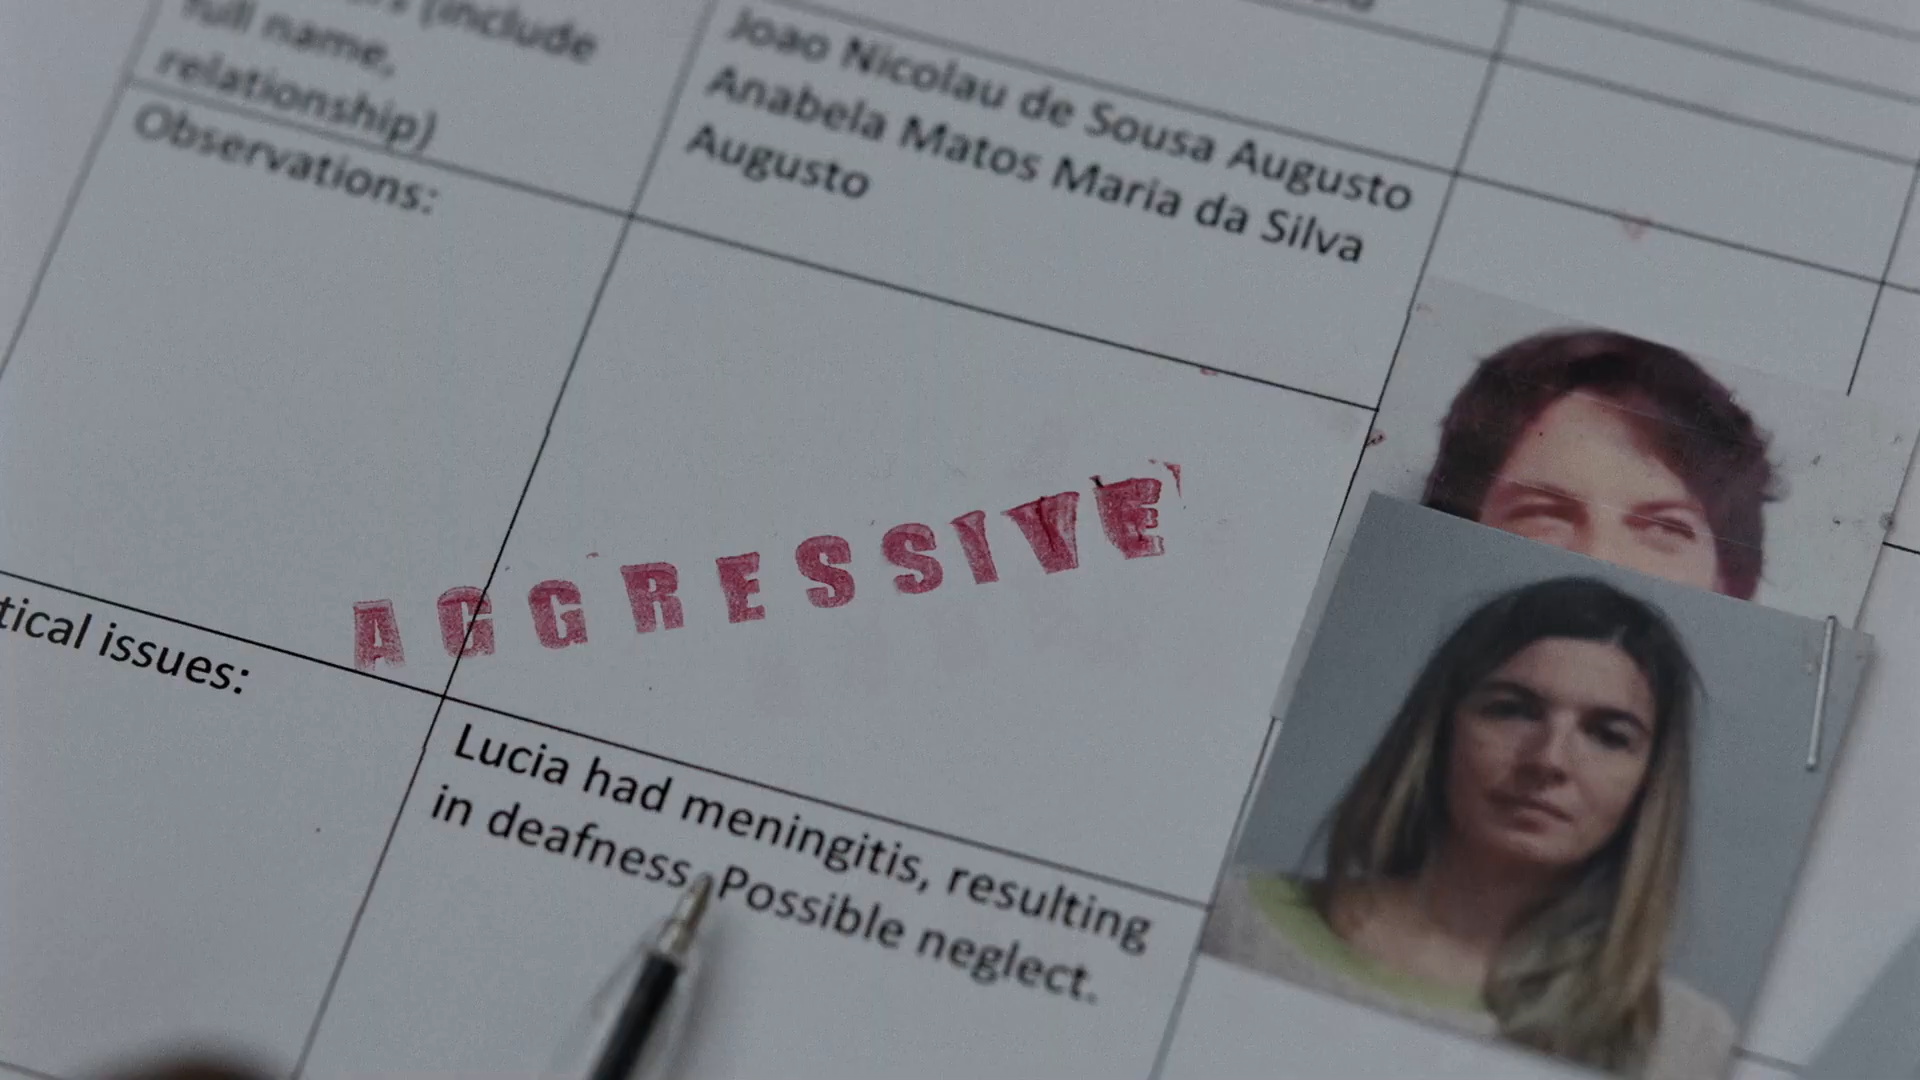 (include
full name,
relationship)
Joao Nicolau de Sousa Augusto
Anabela Matos Maria da Silva
Augusto
Observations:
AGGRESSIVE
tical issues:
Lucia had meningitis, resulting
in deafness. Possible neglect.